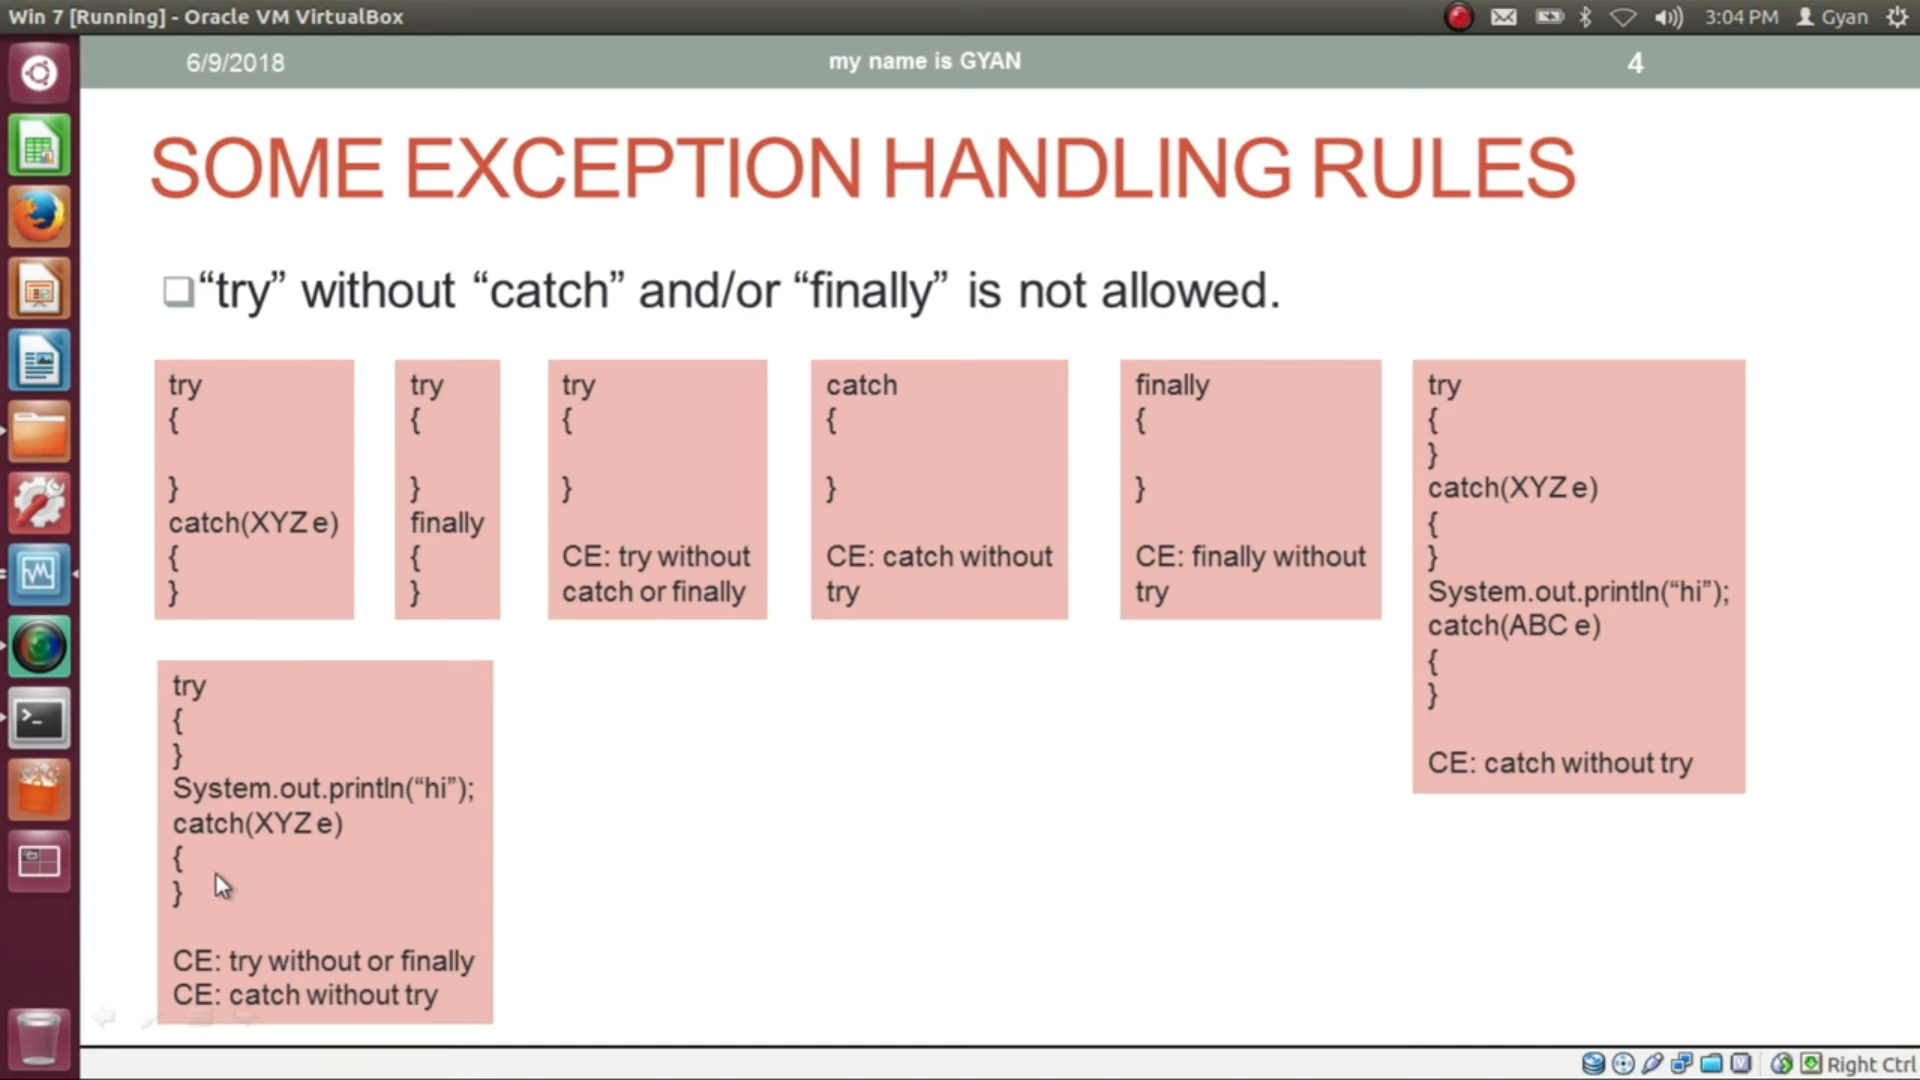 Win 7 [Running] - Oracle VM VirtualBox
3:04 PM Gyan
6/9/2018
my name is GYAN
4
SOME EXCEPTION HANDLING RULES
“try” without “catch” and/or “finally” is not allowed.
try
{
}
catch(XYZ e)
{
}
try
{
}
finally
{
}
try
{
}
CE: try without
catch or finally
catch
{
}
CE: catch without
try
finally
{
}
CE: finally without
try
try
{
}
catch(XYZ e)
{
}
System.out.println(“hi”);
catch(ABC e)
{
}
CE: catch without try
try
{
}
System.out.println(“hi”);
catch(XYZ e)
{
}
CE: try without or finally
CE: catch without try
Right Ctrl